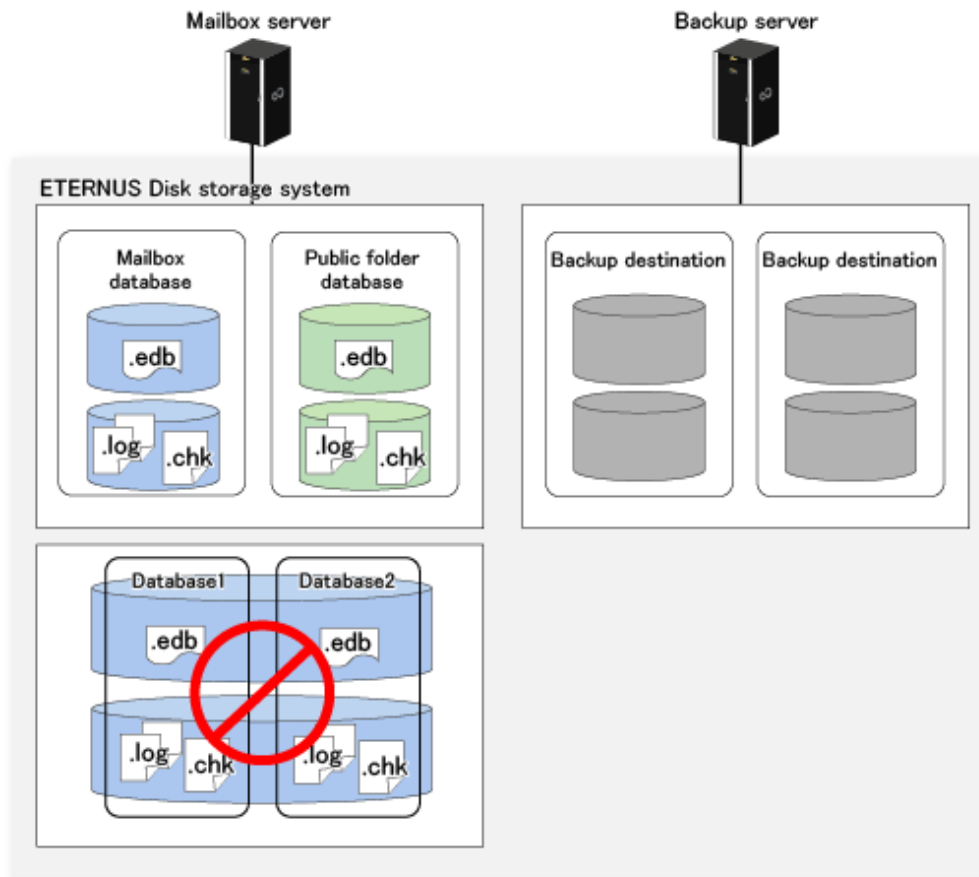 Mailbox server
Backup server
ETERNUS Disk storage system
Mailbox
database
Public folder
database
Backup destination
Backup destination
.edb
.edb
.log
.chk
.log
.chk
Database1
Database2
.edb
.edb
.log
.chk
.log
.chk